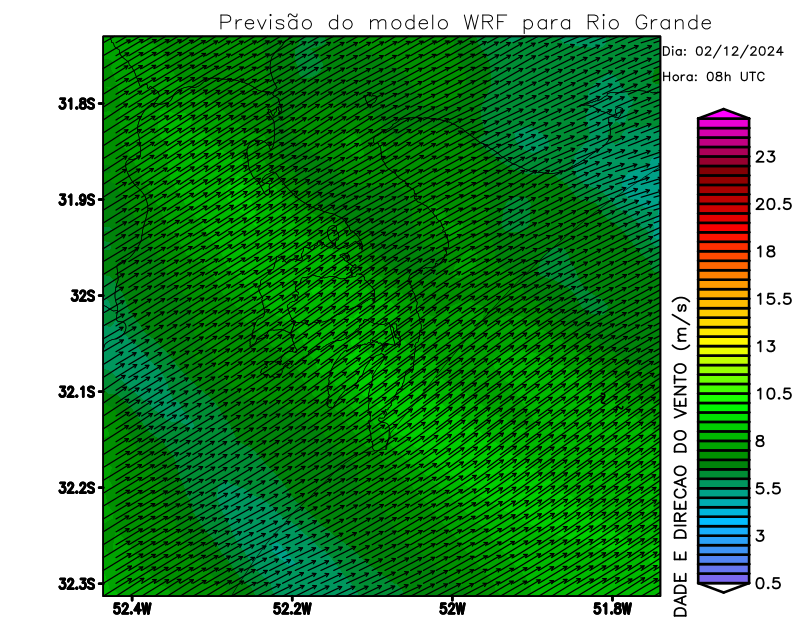 Previsão do modelo WRF para Rio Grande
Dia: 02/12/2024
Hora: 08h UTC
31.8S
31.9S
32S
32.1S
32.2S
32.3S
52.4W
52.2W
52W
51.8W
23
20.5
18
15.5
13
10.5
8
5.5
3
0.5
DADE E DIRECAO DO VENTO (m/s)